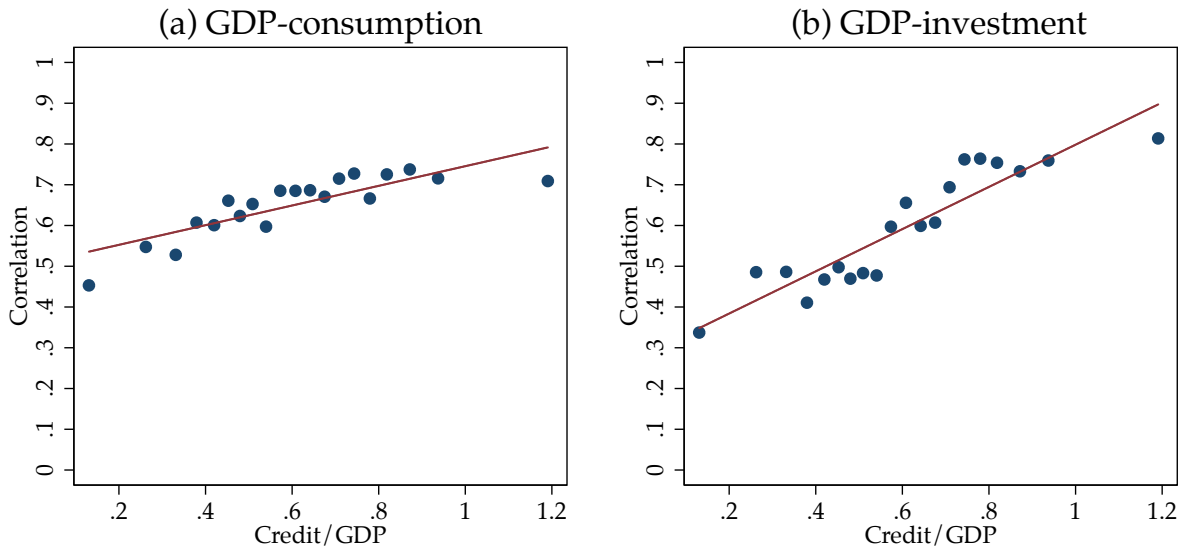 (a) GDP-consumption
Correlation
1
.9
.8
.7
.6
.5
.4
.3
.2
.1
0
.2 .4 .6 .8 1 1.2
Credit/GDP
(b) GDP-investment
Correlation
1
.9
.8
.7
.6
.5
.4
.3
.2
.1
0
.2 .4 .6 .8 1 1.2
Credit/GDP